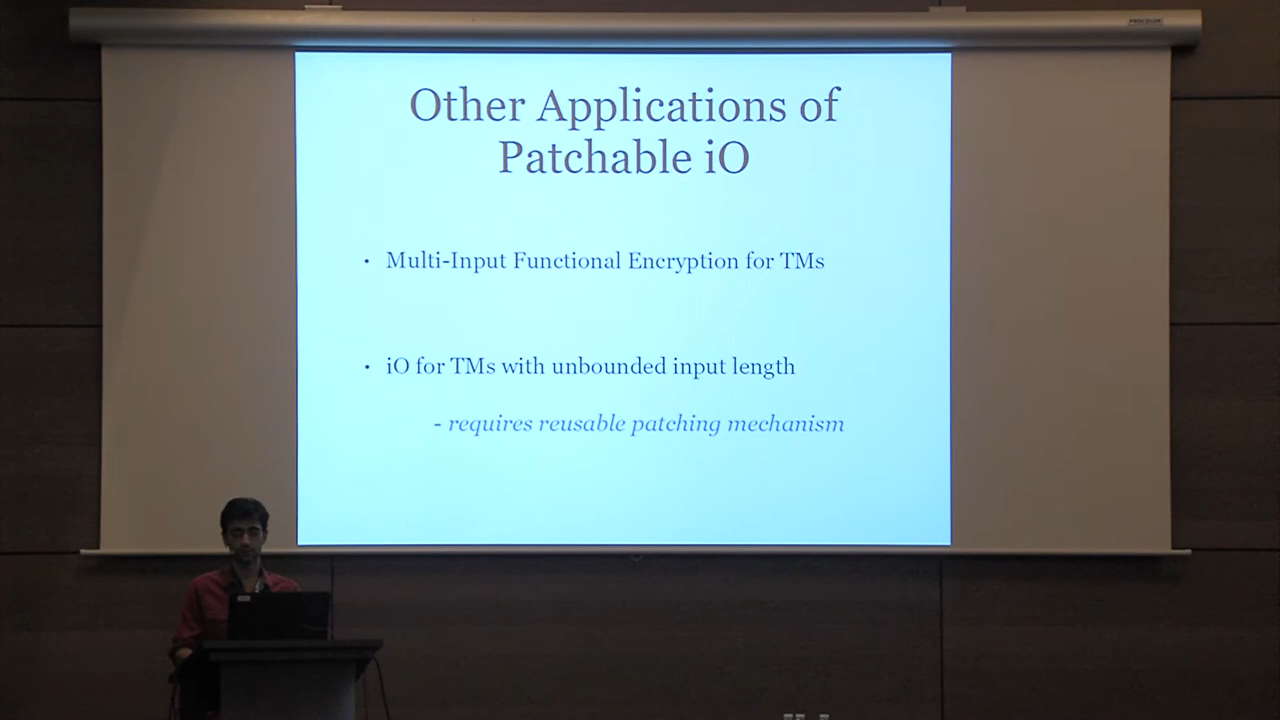 PROCOLOR
Other Applications of
Patchable iO
• Multi-Input Functional Encryption for TMs
• iO for TMs with unbounded input length
- requires reusable patching mechanism